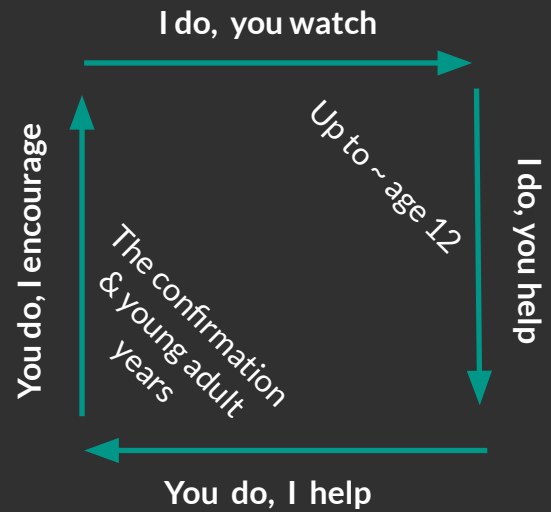 I do, you watch
Up to ~ age 12
I do, you help
You do, I encourage
The confirmation
& young adult
years
You do, I help